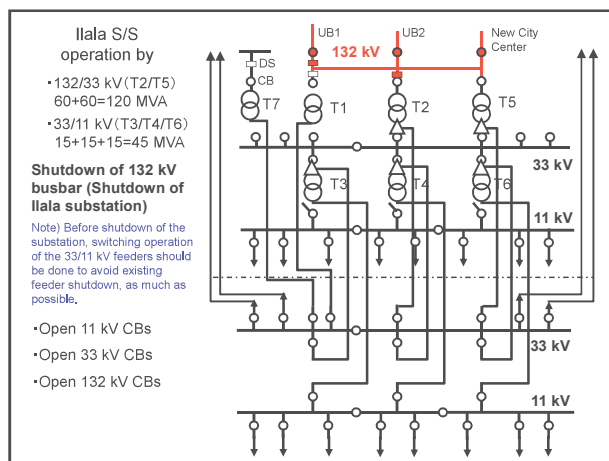 Ilala S/S
operation by
・132/33 kV(T2/T5)
60+60=120 MVA
・33/11 kV(T3/T4/T6)
15+15+15=45 MVA
Shutdown of 132 kV
busbar (Shutdown of
Ilala substation)
Note) Before shutdown of the
substation, switching operation
of the 33/11 kV feeders should
be done to avoid existing
feeder shutdown, as much as
possible.
・Open 11 kV CBs
・Open 33 kV CBs
・Open 132 kV CBs
UB1
UB2
New City
Center
132 kV
DS
CB
T7
T1
T2
T5
33 kV
T3
T4
T6
11 kV
33 kV
11 kV